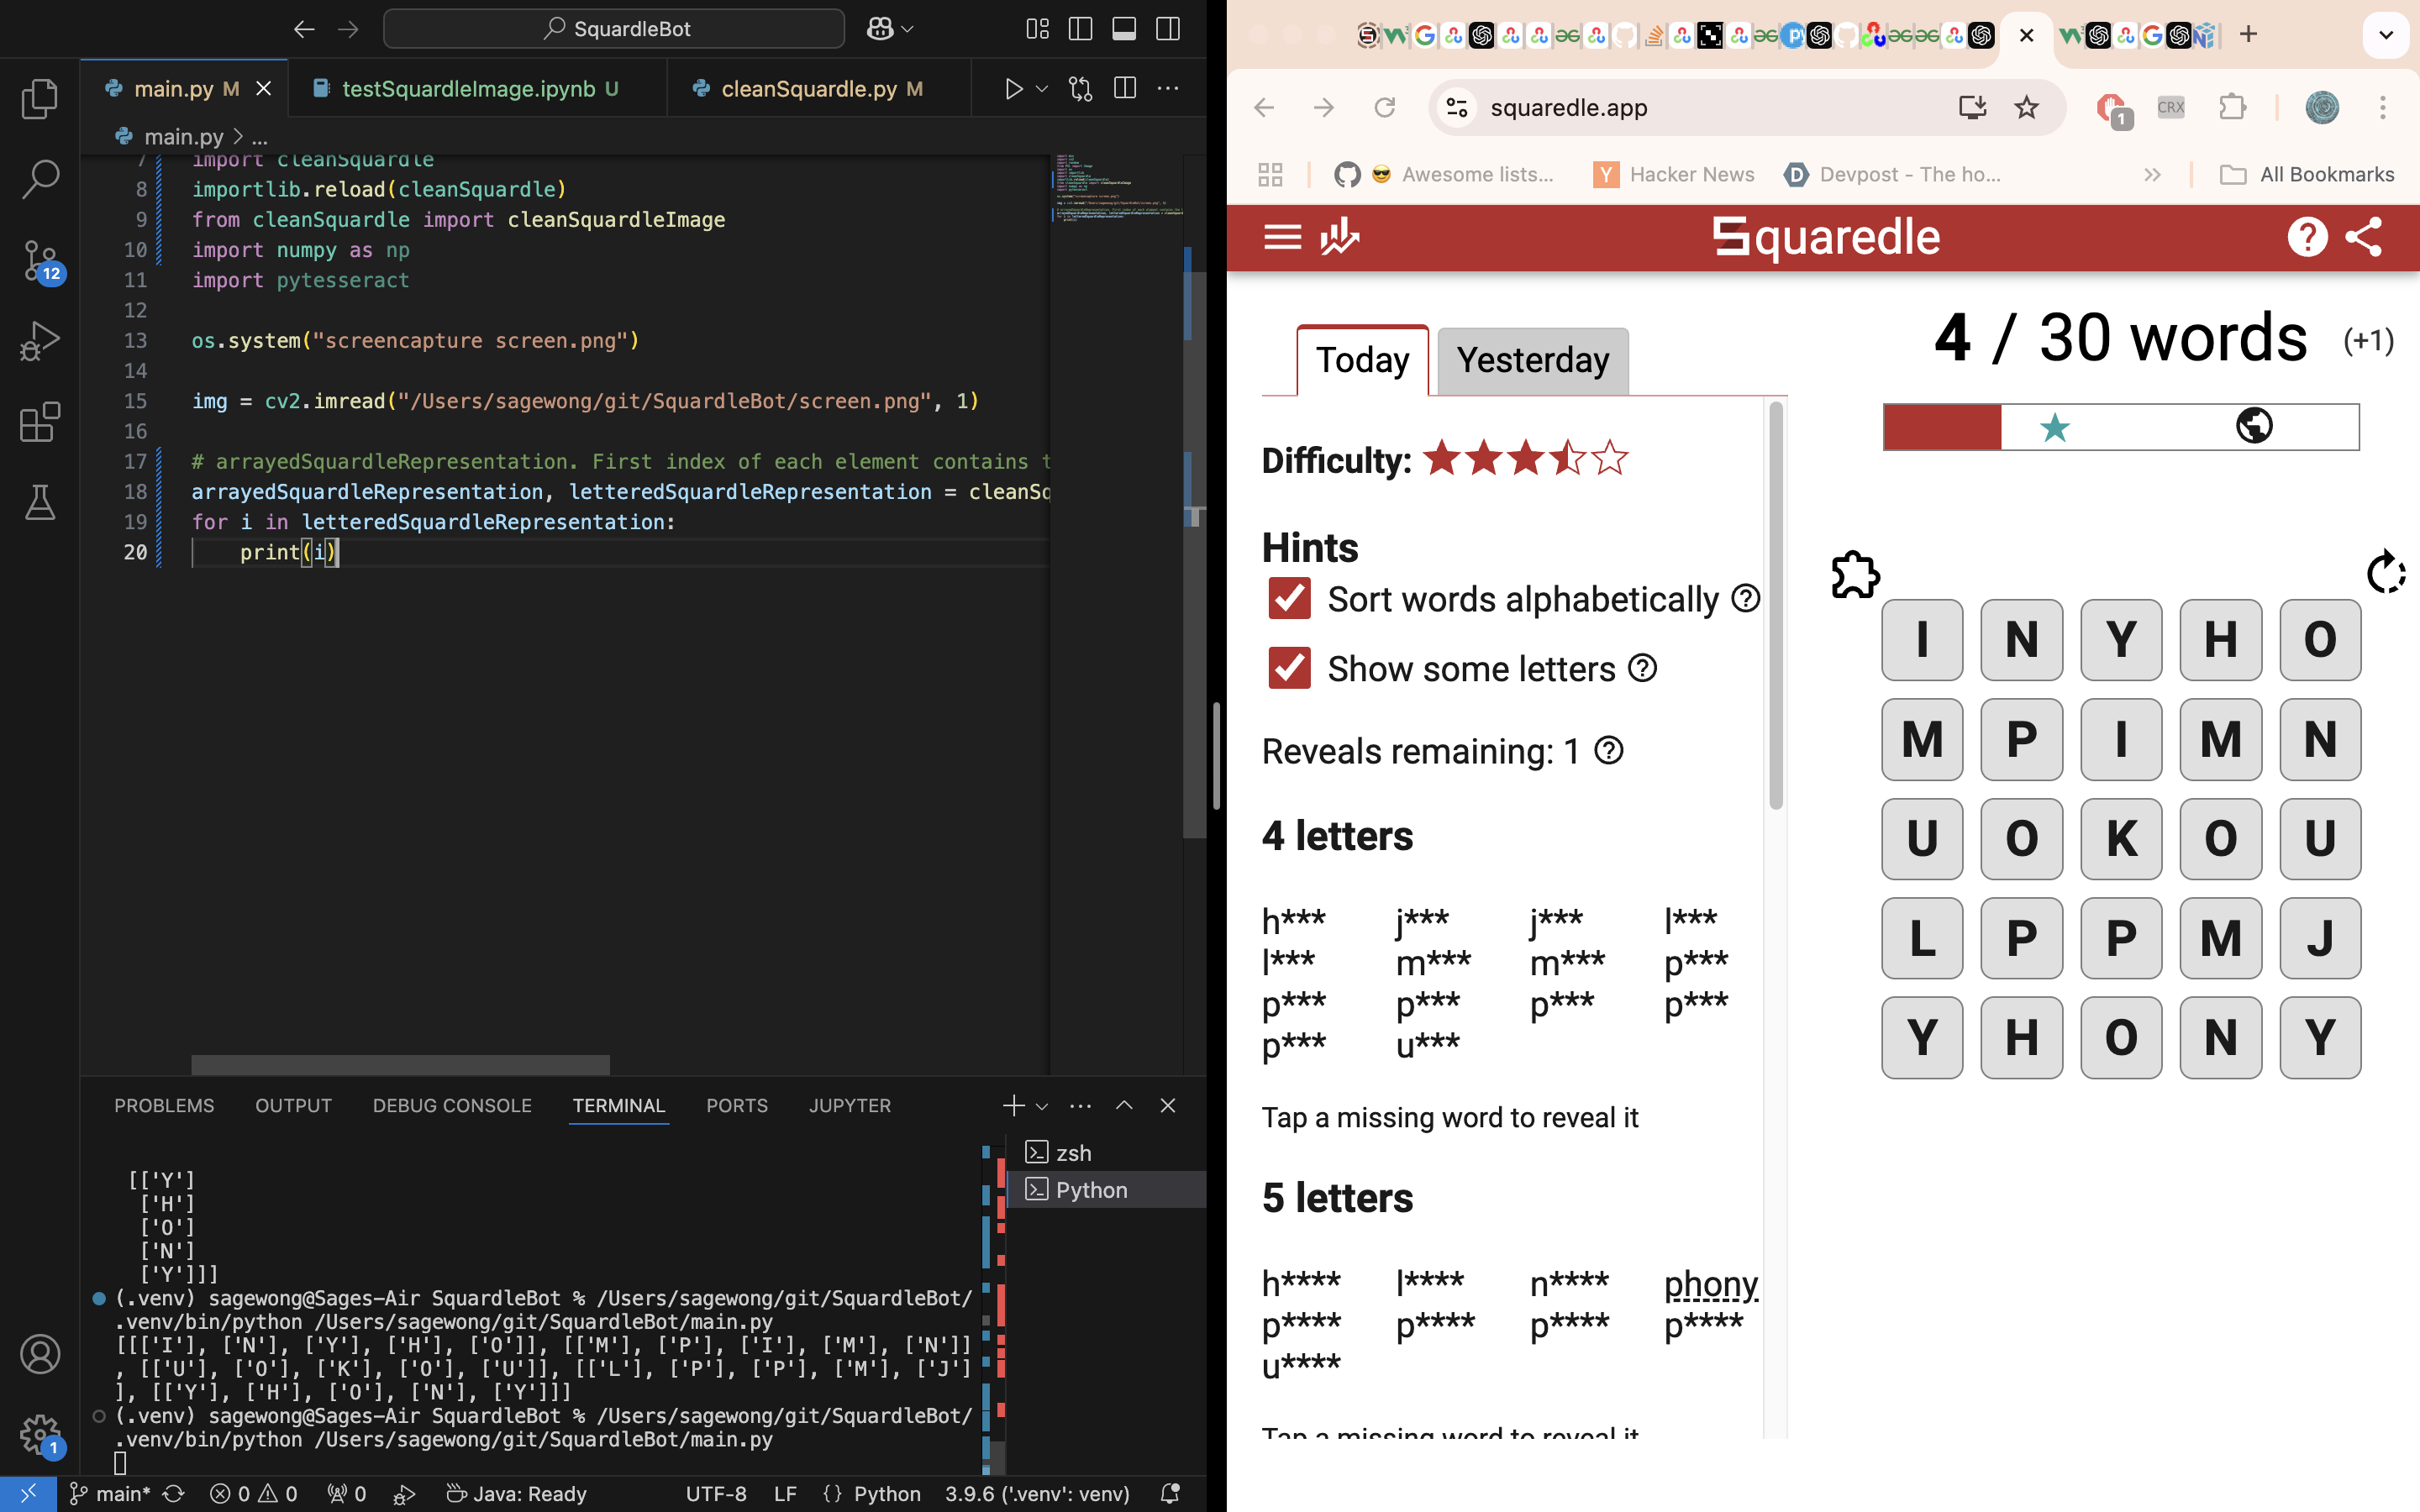 SquardleBot
main.py M
testSquardleImage.ipynb U
cleanSquardle.py M
main.py > ...
7 import cleanSquardle
8 importlib.reload(cleanSquardle)
9 from cleanSquardle import cleanSquardleImage
10 import numpy as np
11 import pytesseract
12
13 os.system("screencapture screen.png")
14
15 img = cv2.imread("/Users/sagewong/git/SquardleBot/screen.png", 1)
16
17 # arrayedSquardleRepresentation. First index of each element contains t
18 arrayedSquardleRepresentation, letteredSquardleRepresentation = cleanSq
19 for i in letteredSquardleRepresentation:
20 print(i)
12
1
PROBLEMS OUTPUT DEBUG CONSOLE TERMINAL PORTS JUPYTER
zsh
Python
[['Y']
['H']
['O']
['N']
['Y']]]
(.venv) sagewong@Sages-Air SquardleBot % /Users/sagewong/git/SquardleBot/
.venv/bin/python /Users/sagewong/git/SquardleBot/main.py
[[['I'], ['N'], ['Y'], ['H'], ['O']], [['M'], ['P'], ['I'], ['M'], ['N']]
, [['U'], ['O'], ['K'], ['O'], ['U']], [['L'], ['P'], ['P'], ['M'], ['J']
], [['Y'], ['H'], ['O'], ['N'], ['Y']]]
(.venv) sagewong@Sages-Air SquardleBot % /Users/sagewong/git/SquardleBot/
.venv/bin/python /Users/sagewong/git/SquardleBot/main.py
main* 0 0 0 Java: Ready UTF-8 LF {} Python 3.9.6 ('.venv': venv)
squaredle.app
1
CRX
Awesome lists... Hacker News Devpost - The ho... All Bookmarks
Squaredle
Today Yesterday
4 / 30 words (+1)
Difficulty:
Hints
Sort words alphabetically
Show some letters
Reveals remaining: 1
4 letters
h*** j*** j*** l***
l*** m*** m*** p***
p*** p*** p*** p***
p*** u***
Tap a missing word to reveal it
5 letters
h**** l**** n**** phony
p**** p**** p**** p****
u****
Tap a missing word to reveal it
I N Y H O
M P I M N
U O K O U
L P P M J
Y H O N Y